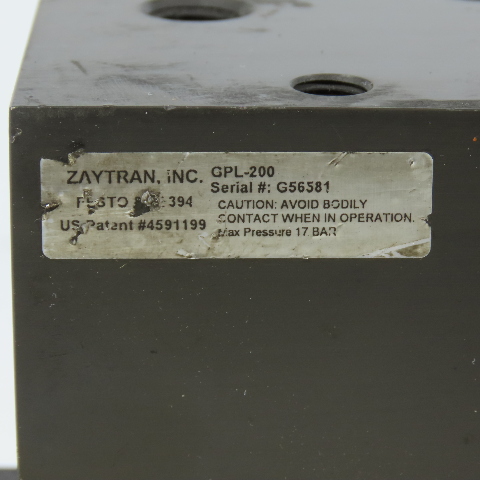 ZAYTRAN, INC. GPL-200
Serial #: G56581
394 CAUTION: AVOID BODILY
US Patent #4591199 CONTACT WHEN IN OPERATION.
Max Pressure 17 BAR